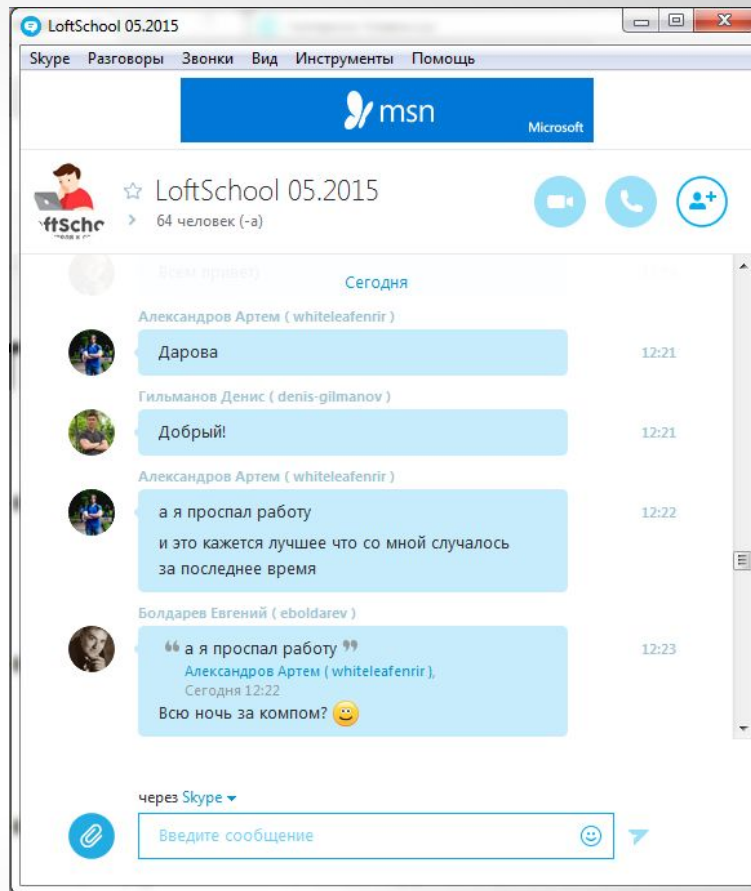 LoftSchool 05.2015
Skype Разговоры Звонки Вид Инструменты Помощь
msn
Microsoft
LoftSchool 05.2015
64 человек (-а)
ftScho
Всем привет)
Сегодня
Александров Артем ( whiteleafenrir )
Дарова 12:21
Гильманов Денис ( denis-gilmanov )
Добрый! 12:21
Александров Артем ( whiteleafenrir )
а я проспал работу 12:22
и это кажется лучшее что со мной случалось
за последнее время
Болдарев Евгений ( eboldarev )
“ а я проспал работу ” 12:23
Александров Артем ( whiteleafenrir ),
Сегодня 12:22
Всю ночь за компом?
через Skype
Введите сообщение